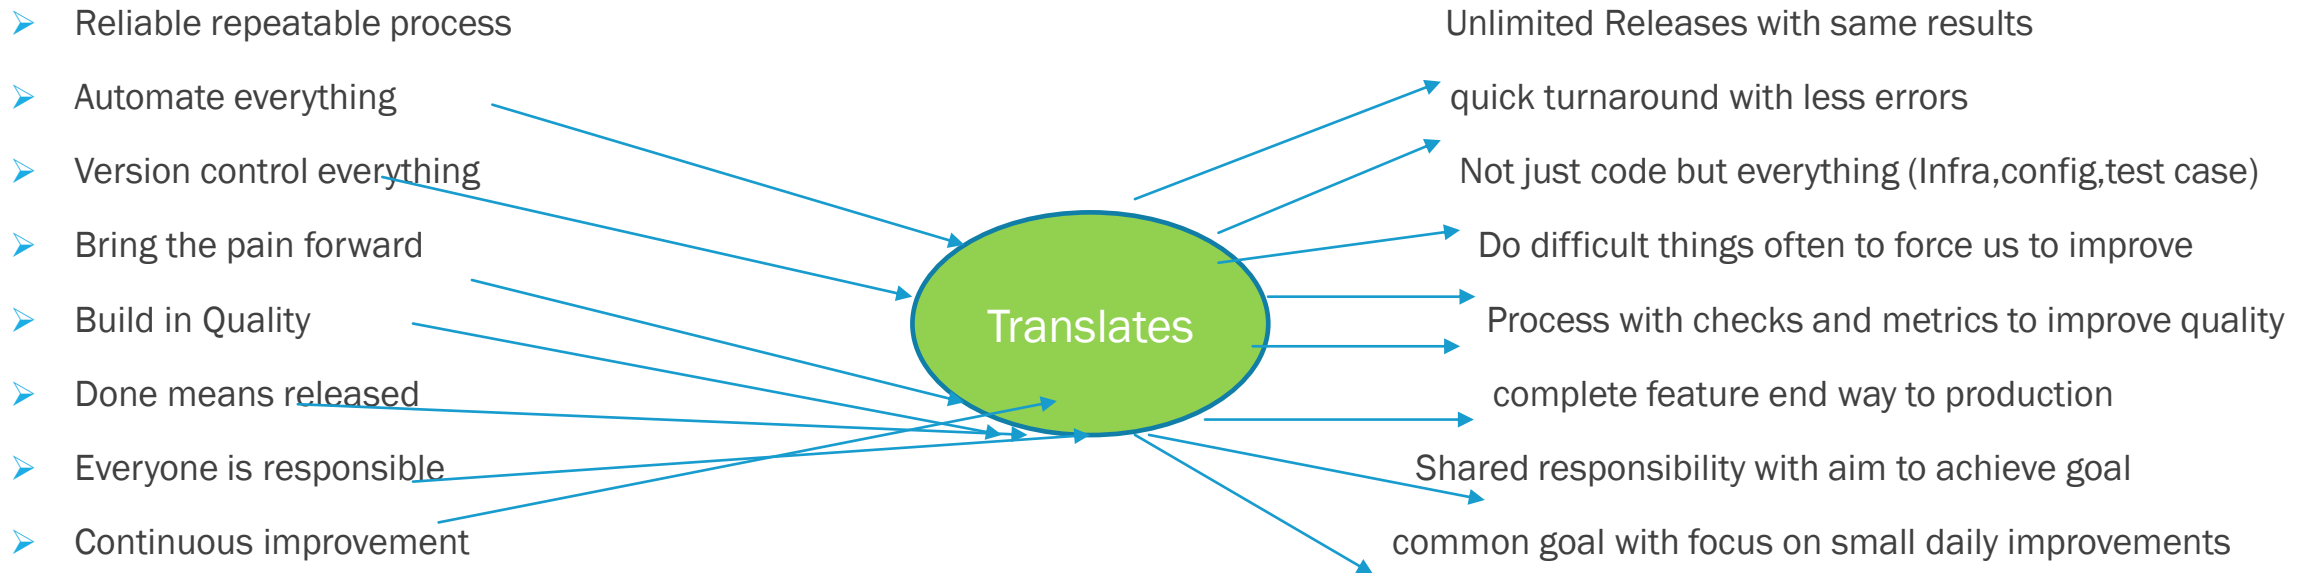 Reliable repeatable process
Unlimited Releases with same results
Automate everything
quick turnaround with less errors
Version control everything
Not just code but everything (Infra,config,test case)
Bring the pain forward
Do difficult things often to force us to improve
Build in Quality
Process with checks and metrics to improve quality
Translates
Done means released
complete feature end way to production
Everyone is responsible
Shared responsibility with aim to achieve goal
Continuous improvement
common goal with focus on small daily improvements